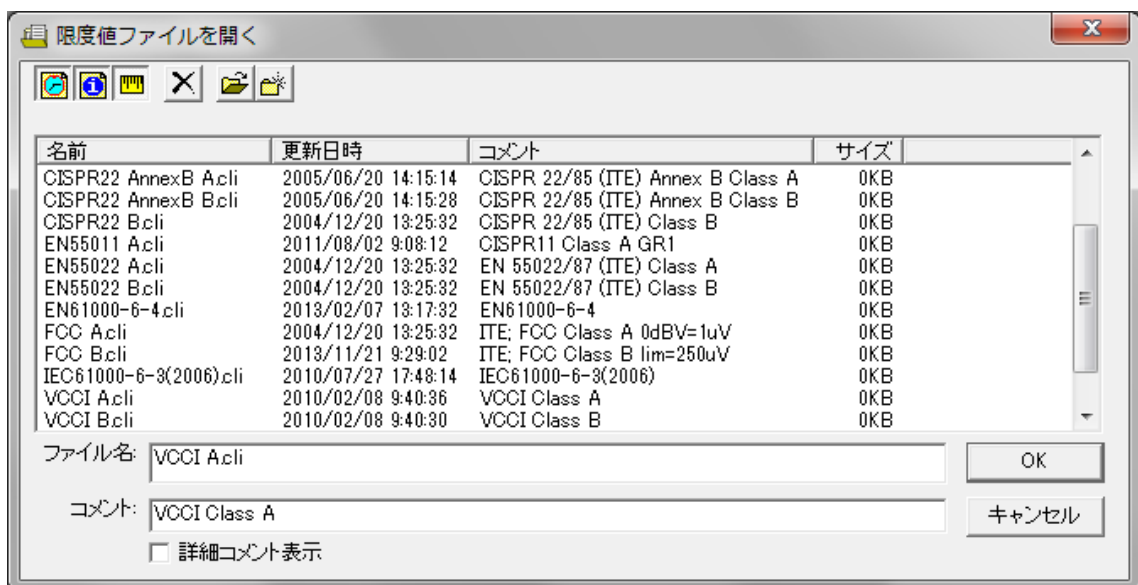 限度値ファイルを開く
名前 更新日時 コメント サイズ
CISPR22 AnnexB A.cli 2005/06/20 14:15:14 CISPR 22/85 (ITE) Annex B Class A 0KB
CISPR22 AnnexB B.cli 2005/06/20 14:15:28 CISPR 22/85 (ITE) Annex B Class B 0KB
CISPR22 B.cli 2004/12/20 13:25:32 CISPR 22/85 (ITE) Class B 0KB
EN55011 A.cli 2011/08/02 9:08:12 CISPR11 Class A GR1 0KB
EN55022 A.cli 2004/12/20 13:25:32 EN 55022/87 (ITE) Class A 0KB
EN55022 B.cli 2004/12/20 13:25:32 EN 55022/87 (ITE) Class B 0KB
EN61000-6-4.cli 2013/02/07 13:17:32 EN61000-6-4 0KB
FCC A.cli 2004/12/20 13:25:32 ITE; FCC Class A 0dBV=1uV 0KB
FCC B.cli 2013/11/21 9:29:02 ITE; FCC Class B lim=250uV 0KB
IEC61000-6-3(2006).cli 2010/07/27 17:48:14 IEC61000-6-3(2006) 0KB
VCCI A.cli 2010/02/08 9:40:36 VCCI Class A 0KB
VCCI B.cli 2010/02/08 9:40:30 VCCI Class B 0KB
ファイル名: VCCI A.cli OK
コメント: VCCI Class A キャンセル
詳細コメント表示